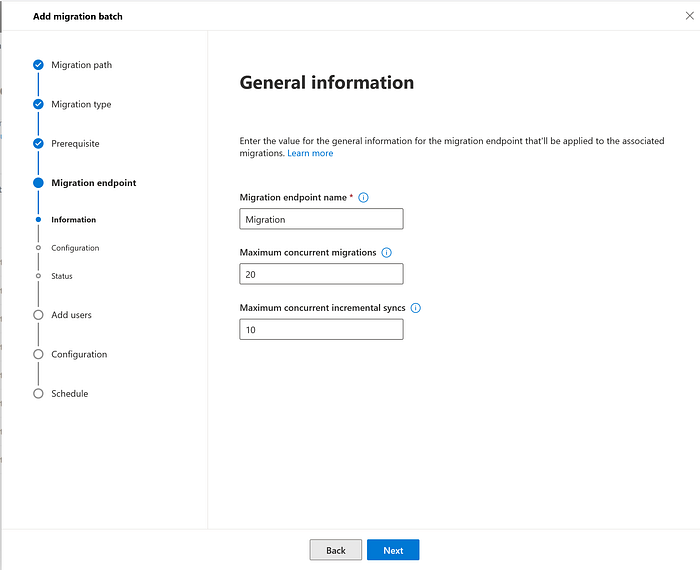 Add migration batch
Migration path
Migration type
Prerequisite
Migration endpoint
Information
Configuration
Status
Add users
Configuration
Schedule
General information
Enter the value for the general information for the migration endpoint that'll be applied to the associated
migrations. Learn more
Migration endpoint name *
Migration
Maximum concurrent migrations
20
Maximum concurrent incremental syncs
10
Back
Next